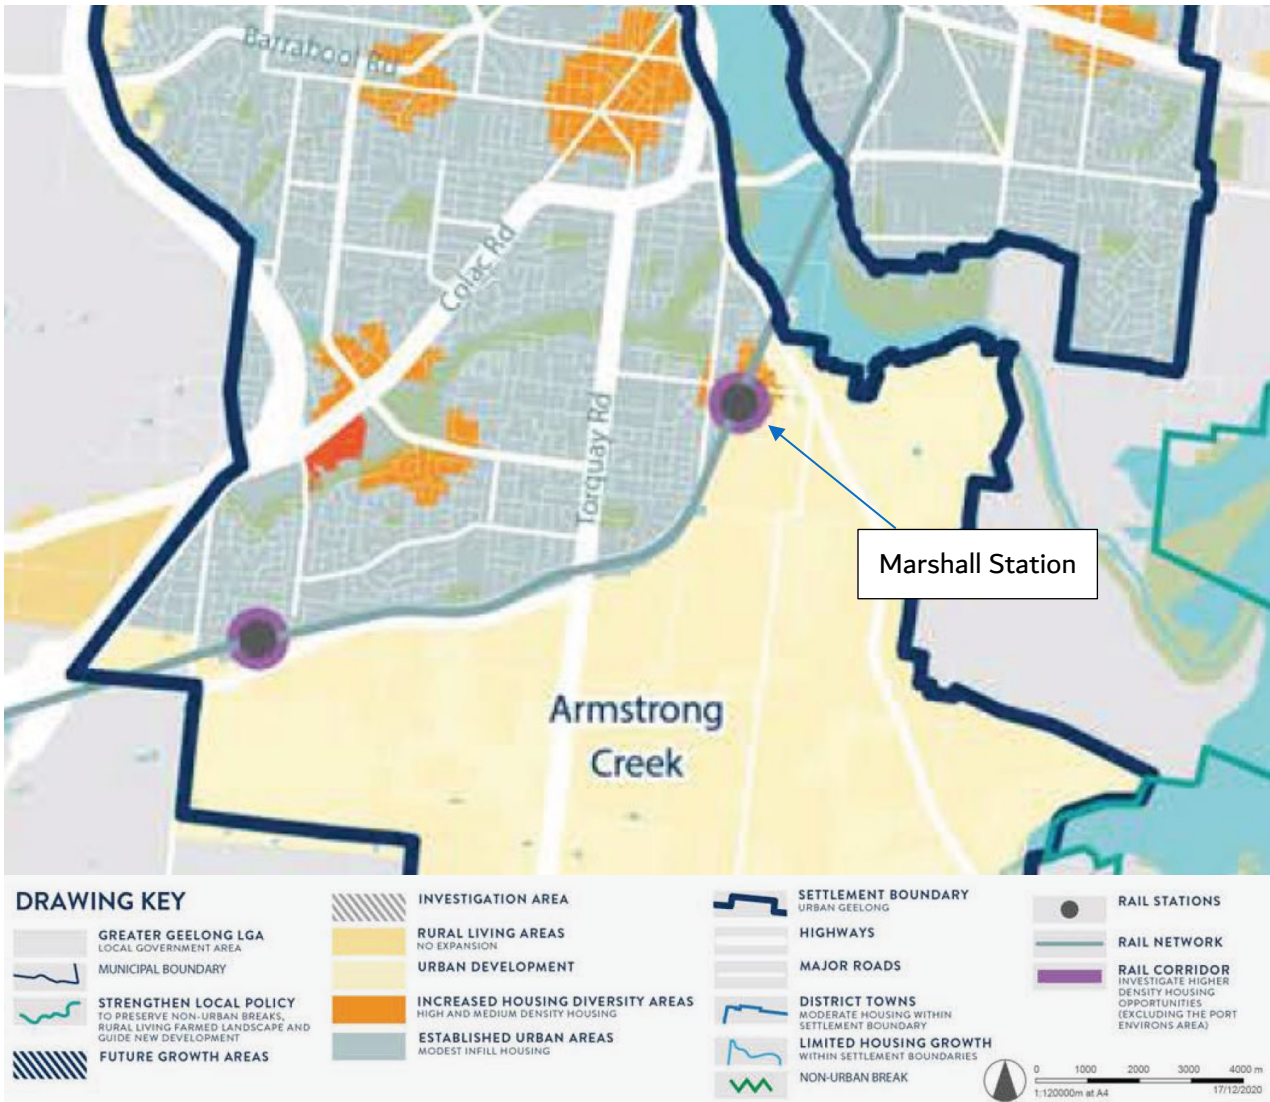 Barrabool Rd
Colac Rd
Torquay Rd
Marshall Station
Armstrong
Creek
DRAWING KEY
GREATER GEELONG LGA
LOCAL GOVERNMENT AREA
MUNICIPAL BOUNDARY
STRENGTHEN LOCAL POLICY
TO PRESERVE NON-URBAN BREAKS,
RURAL LIVING FARMED LANDSCAPE AND
GUIDE NEW DEVELOPMENT
FUTURE GROWTH AREAS
INVESTIGATION AREA
RURAL LIVING AREAS
NO EXPANSION
URBAN DEVELOPMENT
INCREASED HOUSING DIVERSITY AREAS
HIGH AND MEDIUM DENSITY HOUSING
ESTABLISHED URBAN AREAS
MODEST INFILL HOUSING
SETTLEMENT BOUNDARY
URBAN GEELONG
HIGHWAYS
MAJOR ROADS
DISTRICT TOWNS
MODERATE HOUSING WITHIN
SETTLEMENT BOUNDARY
LIMITED HOUSING GROWTH
WITHIN SETTLEMENT BOUNDARIES
NON-URBAN BREAK
RAIL STATIONS
RAIL NETWORK
RAIL CORRIDOR
INVESTIGATE HIGHER
DENSITY HOUSING
OPPORTUNITIES
(EXCLUDING THE PORT
ENVIRONS AREA)
0 1000 2000 3000 4000 m
1:120000m at A4
17/12/2020